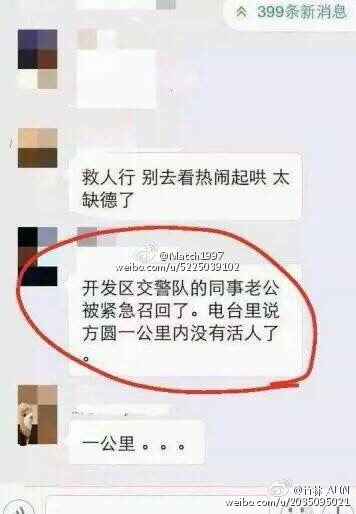 399条新消息
救人行 别去看热闹起哄 太
缺德了
@Match1997
weibo.com/u/5225039102
开发区交警队的同事老公
被紧急召回了。电台里说
方圆一公里内没有活人了
。
一公里。。。
weibo.com/u/2035095021